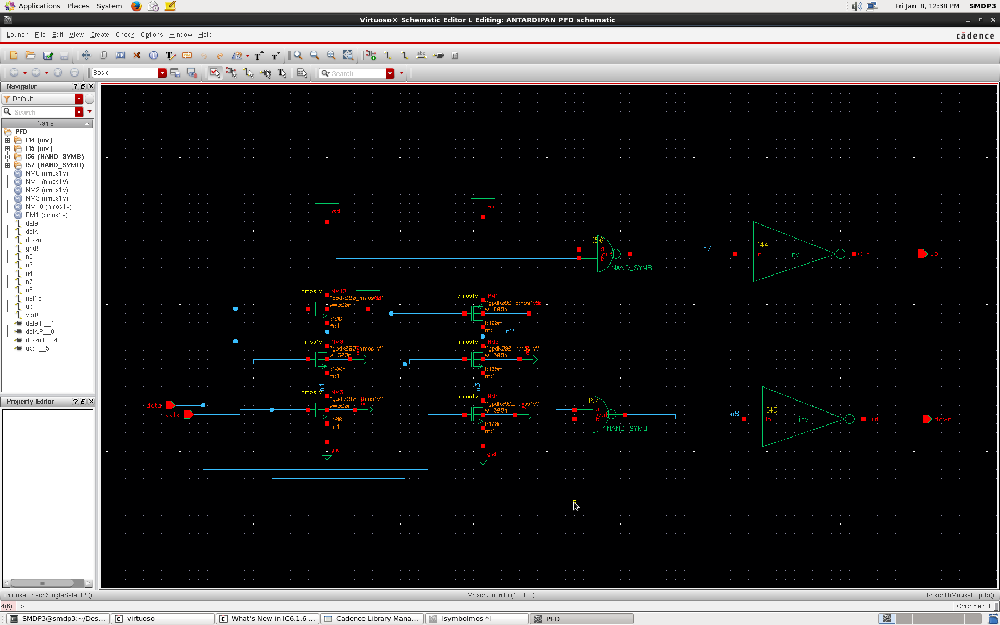 Applications Places System
Fri Jan 8, 12:38 PM SMDP3
Virtuoso® Schematic Editor L Editing: ANTARDIPAN PFD schematic
Launch File Edit View Create Check Options Window Help
cādence
Basic
Search
Navigator
Default
Search
Name
PFD
I44 (inv)
I45 (inv)
I56 (NAND_SYMB)
I57 (NAND_SYMB)
NM0 (nmos1v)
NM1 (nmos1v)
NM2 (nmos1v)
NM3 (nmos1v)
NM10 (nmos1v)
PM1 (pmos1v)
data
dclk
down
gnd!
n2
n3
n4
n7
n8
net18
up
vdd!
data:P__1
dclk:P__0
down:P__4
up:P__5
Property Editor
vdd
vdd
I56
a
b
out
NAND_SYMB
n7
I44
In
inv
Out
up
nmos1v
NM10
"gpdk090_nmos1v"
w=300n
l:100n
m:1
vdd
pmos1v
PM1
"gpdk090_pmos1v"
w=600n
l:100n
m:1
vdd
n2
nmos1v
NM0
"gpdk090_nmos1v"
w=300n
l:100n
m:1
nmos1v
NM2
"gpdk090_nmos1v"
w=300n
l:100n
m:1
n4
n3
nmos1v
NM3
"gpdk090_nmos1v"
w=300n
l:100n
m:1
gnd
nmos1v
NM1
"gpdk090_nmos1v"
w=300n
l:100n
m:1
gnd
data
dclk
I57
a
out
NAND_SYMB
n8
I45
In
inv
Out
down
mouse L: schSingleSelectPt()
M: schZoomFit(1.0 0.9)
R: schHiMousePopUp()
4(6) >
Cmd: Sel: 0
SMDP3@smdp3:~/Des...
virtuoso
What's New in IC6.1.6 ...
Cadence Library Mana...
[symbolmos *]
PFD